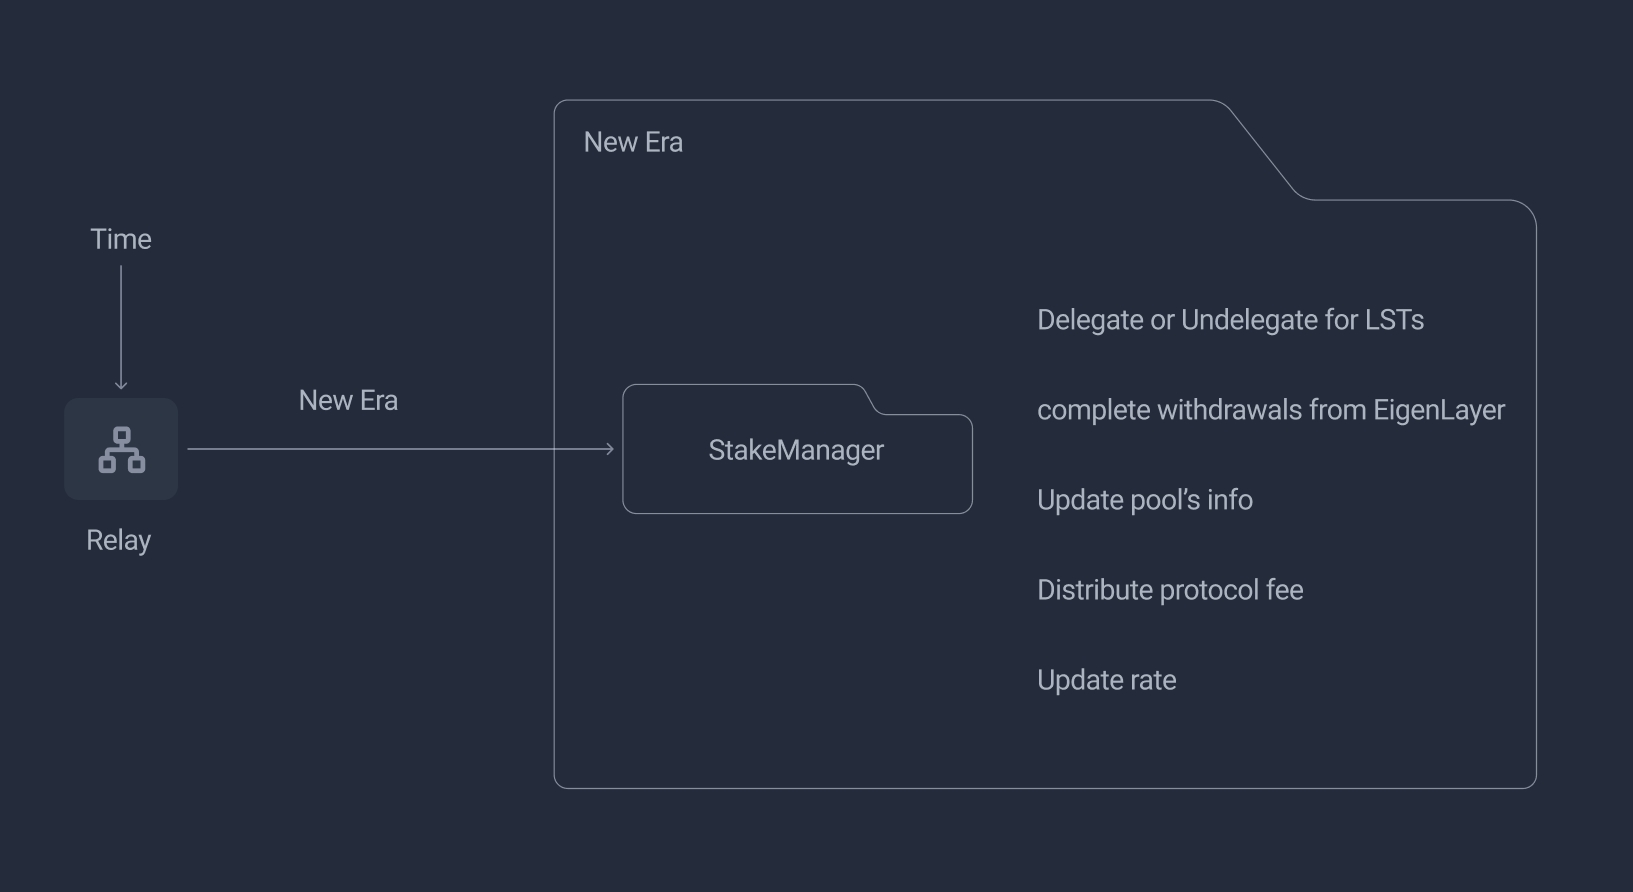 New Era
Time
New Era
Relay
StakeManager
Delegate or Undelegate for LSTs
complete withdrawals from EigenLayer
Update pool’s info
Distribute protocol fee
Update rate